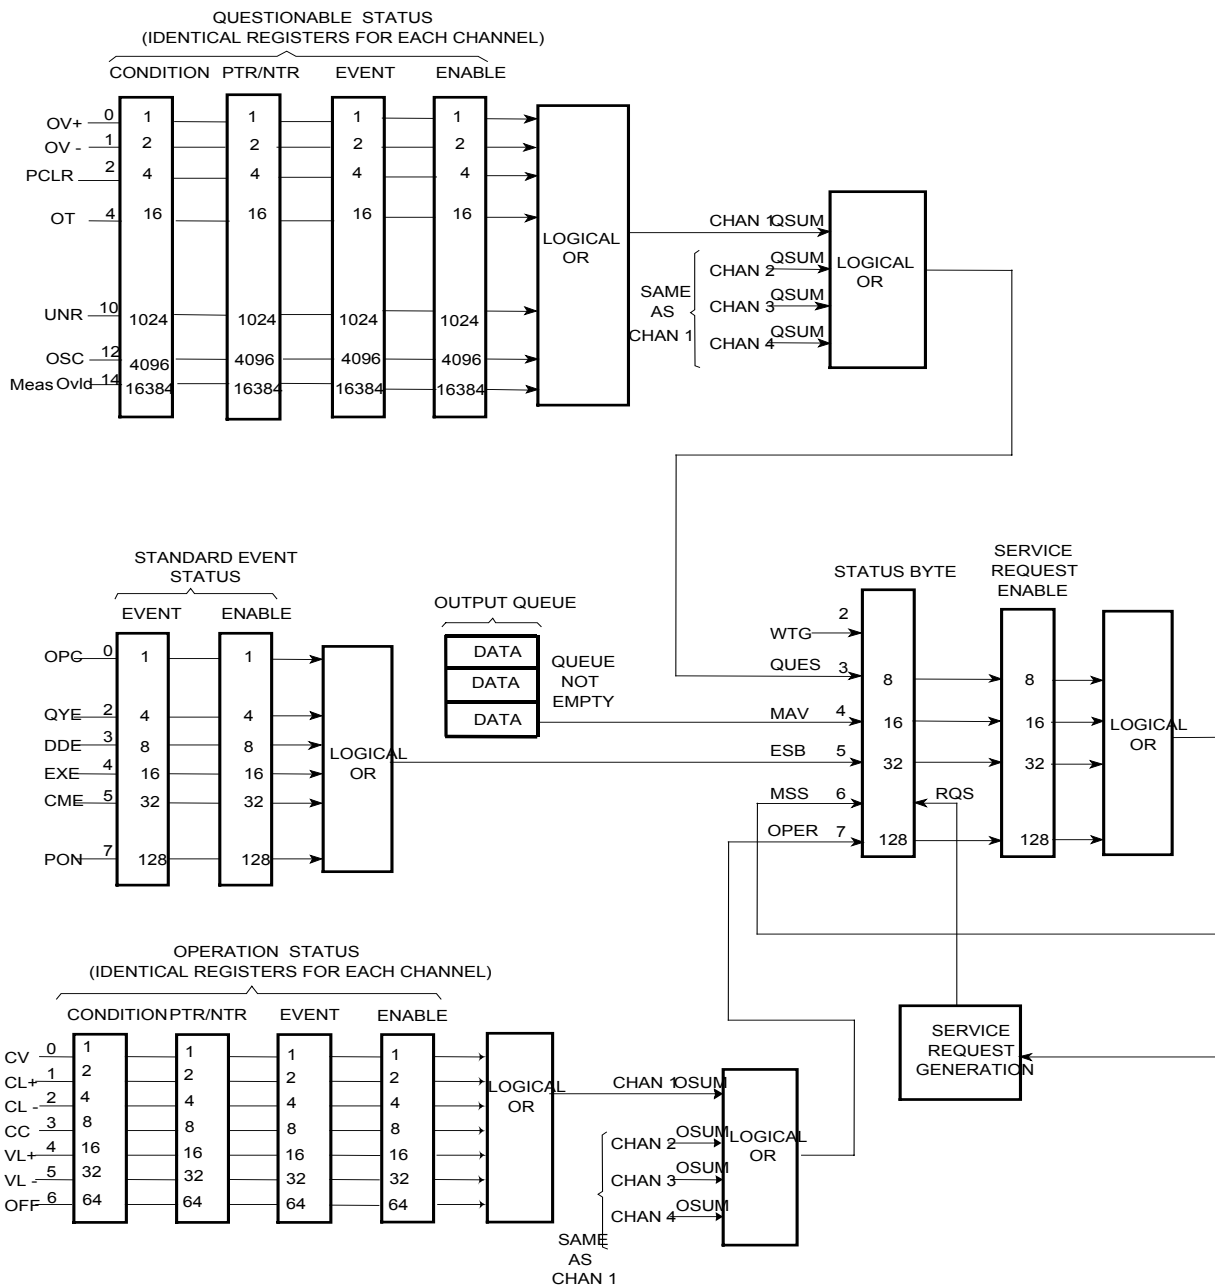 QUESTIONABLE STATUS
(IDENTICAL REGISTERS FOR EACH CHANNEL)
CONDITION PTR/NTR EVENT ENABLE
OV+ 0 1 1 1 1
OV - 1 2 2 2 2
PCLR 2 4 4 4 4
OT 4 16 16 16 16
UNR 10 1024 1024 1024 1024
OSC 12 4096 4096 4096 4096
Meas Ovld 14 16384 16384 16384 16384
LOGICAL
OR
CHAN 1 QSUM
CHAN 2 QSUM
CHAN 3 QSUM
CHAN 4 QSUM
SAME
AS
CHAN 1
LOGICAL
OR
STANDARD EVENT
STATUS
EVENT ENABLE
OPC 0 1 1
QYE 2 4 4
DDE 3 8 8
EXE 4 16 16
CME 5 32 32
PON 7 128 128
LOGICAL
OR
OUTPUT QUEUE
DATA
DATA
DATA
QUEUE
NOT
EMPTY
STATUS BYTE
SERVICE
REQUEST
ENABLE
WTG 2
QUES 3 8 8
MAV 4 16 16
ESB 5 32 32
MSS 6 RQS
OPER 7 128 128
LOGICAL
OR
SERVICE
REQUEST
GENERATION
OPERATION STATUS
(IDENTICAL REGISTERS FOR EACH CHANNEL)
CONDITION PTR/NTR EVENT ENABLE
CV 0 1 1 1 1
CL+ 1 2 2 2 2
CL - 2 4 4 4 4
CC 3 8 8 8 8
VL+ 4 16 16 16 16
VL - 5 32 32 32 32
OFF 6 64 64 64 64
LOGICAL
OR
CHAN 1 OSUM
CHAN 2 OSUM
CHAN 3 OSUM
CHAN 4 OSUM
SAME
AS
CHAN 1
LOGICAL
OR